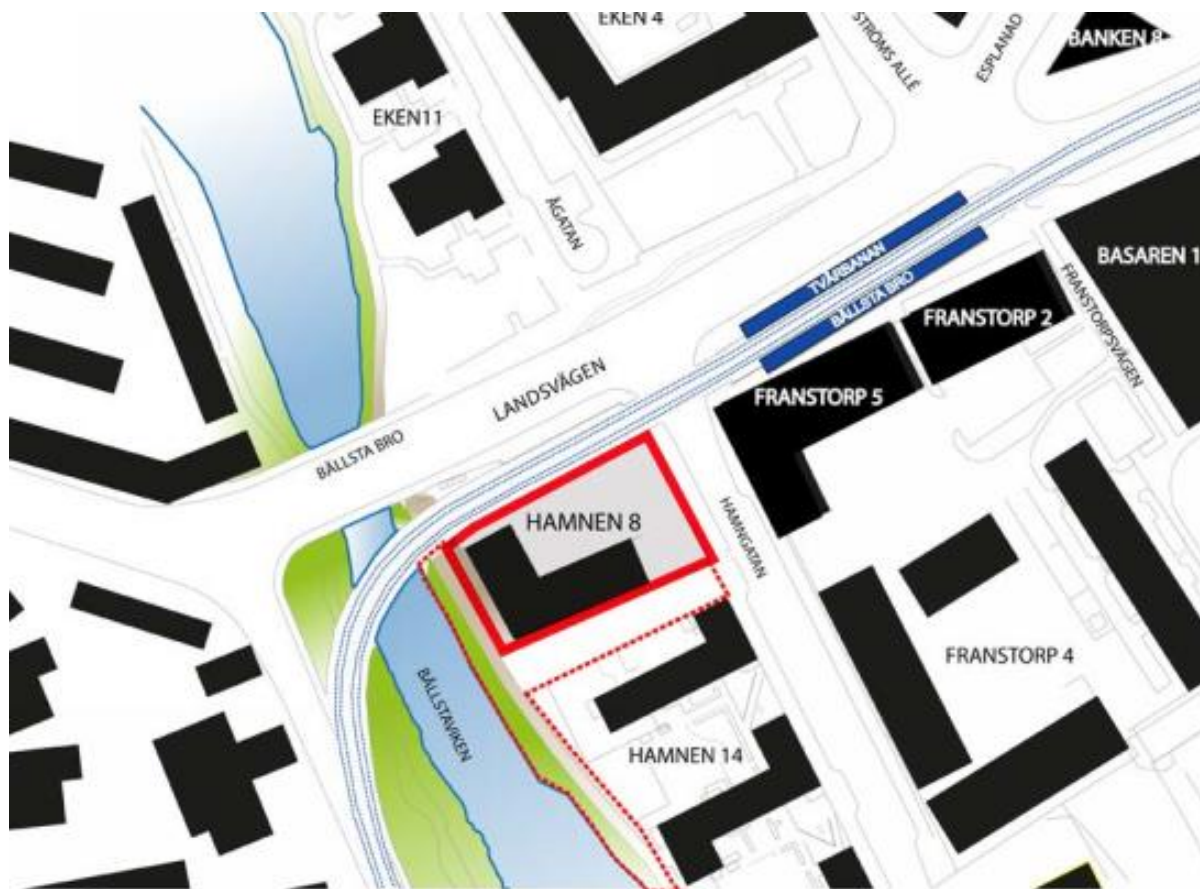 EKEN 4
STRÖMS ALLÉ
ESPLANAD
BANKEN 8
EKEN11
ÅGATAN
TVÄRBANAN
BÄLLSTA BRO
BASAREN 1
FRANSTORPSVÄGEN
FRANSTORP 2
FRANSTORP 5
LANDSVÄGEN
BÄLLSTA BRO
HAMNEN 8
HAMNGATAN
FRANSTORP 4
BÄLLSTAVIKEN
HAMNEN 14